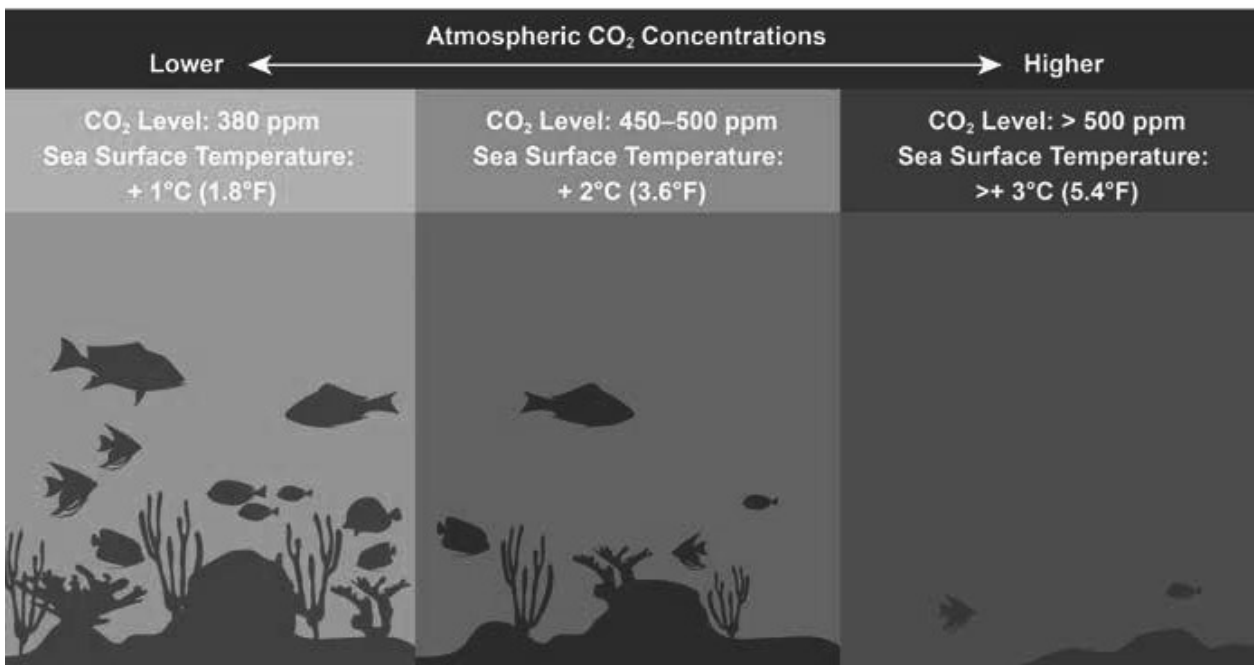 Atmospheric CO₂ Concentrations
Lower Higher
CO₂ Level: 380 ppm
Sea Surface Temperature:
+ 1°C (1.8°F)
CO₂ Level: 450–500 ppm
Sea Surface Temperature:
+ 2°C (3.6°F)
CO₂ Level: > 500 ppm
Sea Surface Temperature:
>+ 3°C (5.4°F)